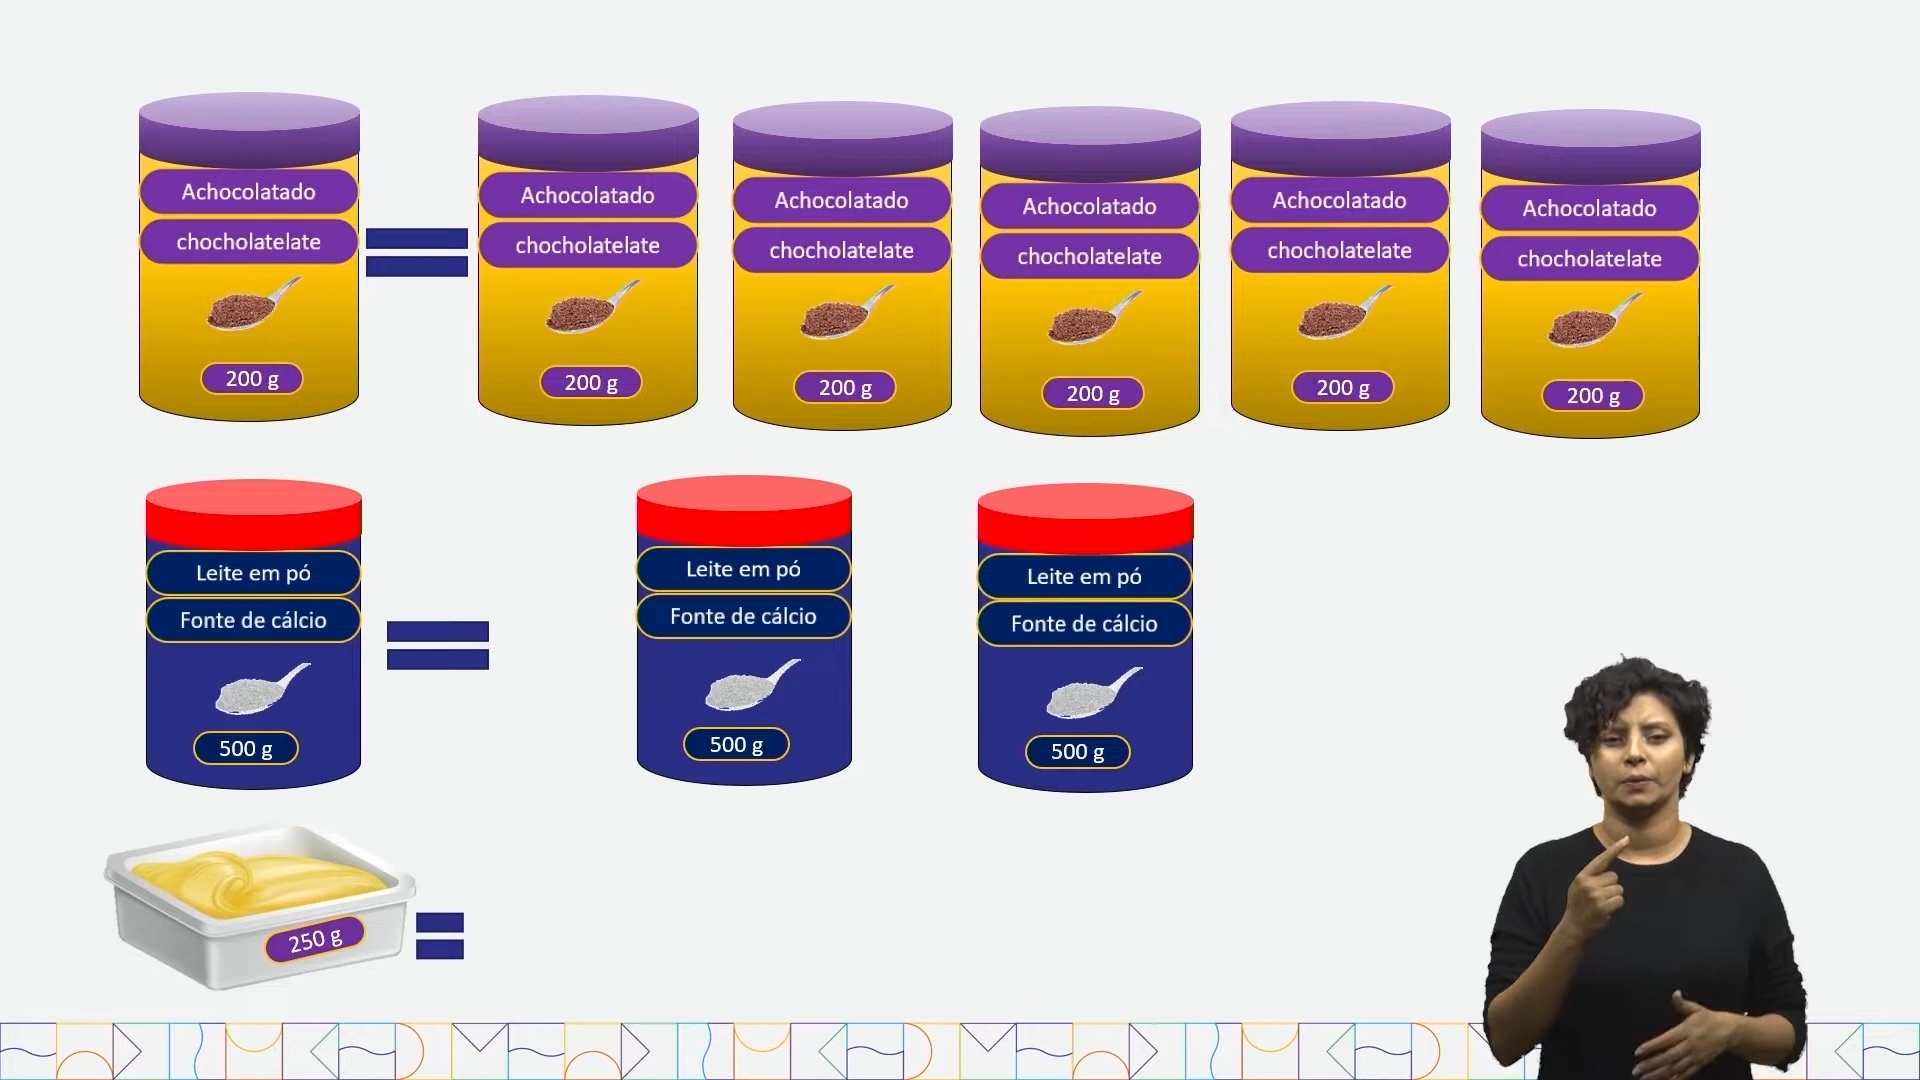 Achocolatado
chocholatelate
200 g
Achocolatado
chocholatelate
200 g
Achocolatado
chocholatelate
200 g
Achocolatado
chocholatelate
200 g
Achocolatado
chocholatelate
200 g
Achocolatado
chocholatelate
200 g
Leite em pó
Fonte de cálcio
500 g
Leite em pó
Fonte de cálcio
500 g
Leite em pó
Fonte de cálcio
500 g
250 g